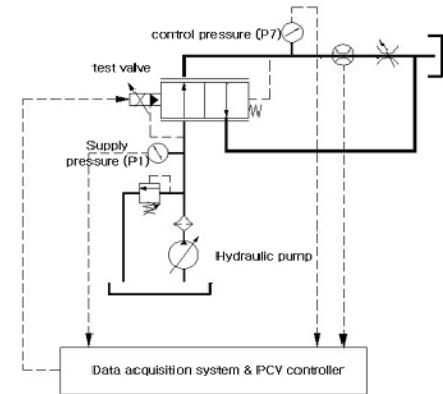 control pressure (P7)
test valve
Supply
pressure (P1)
Hydraulic pump
Data acquisition system & PCV controller